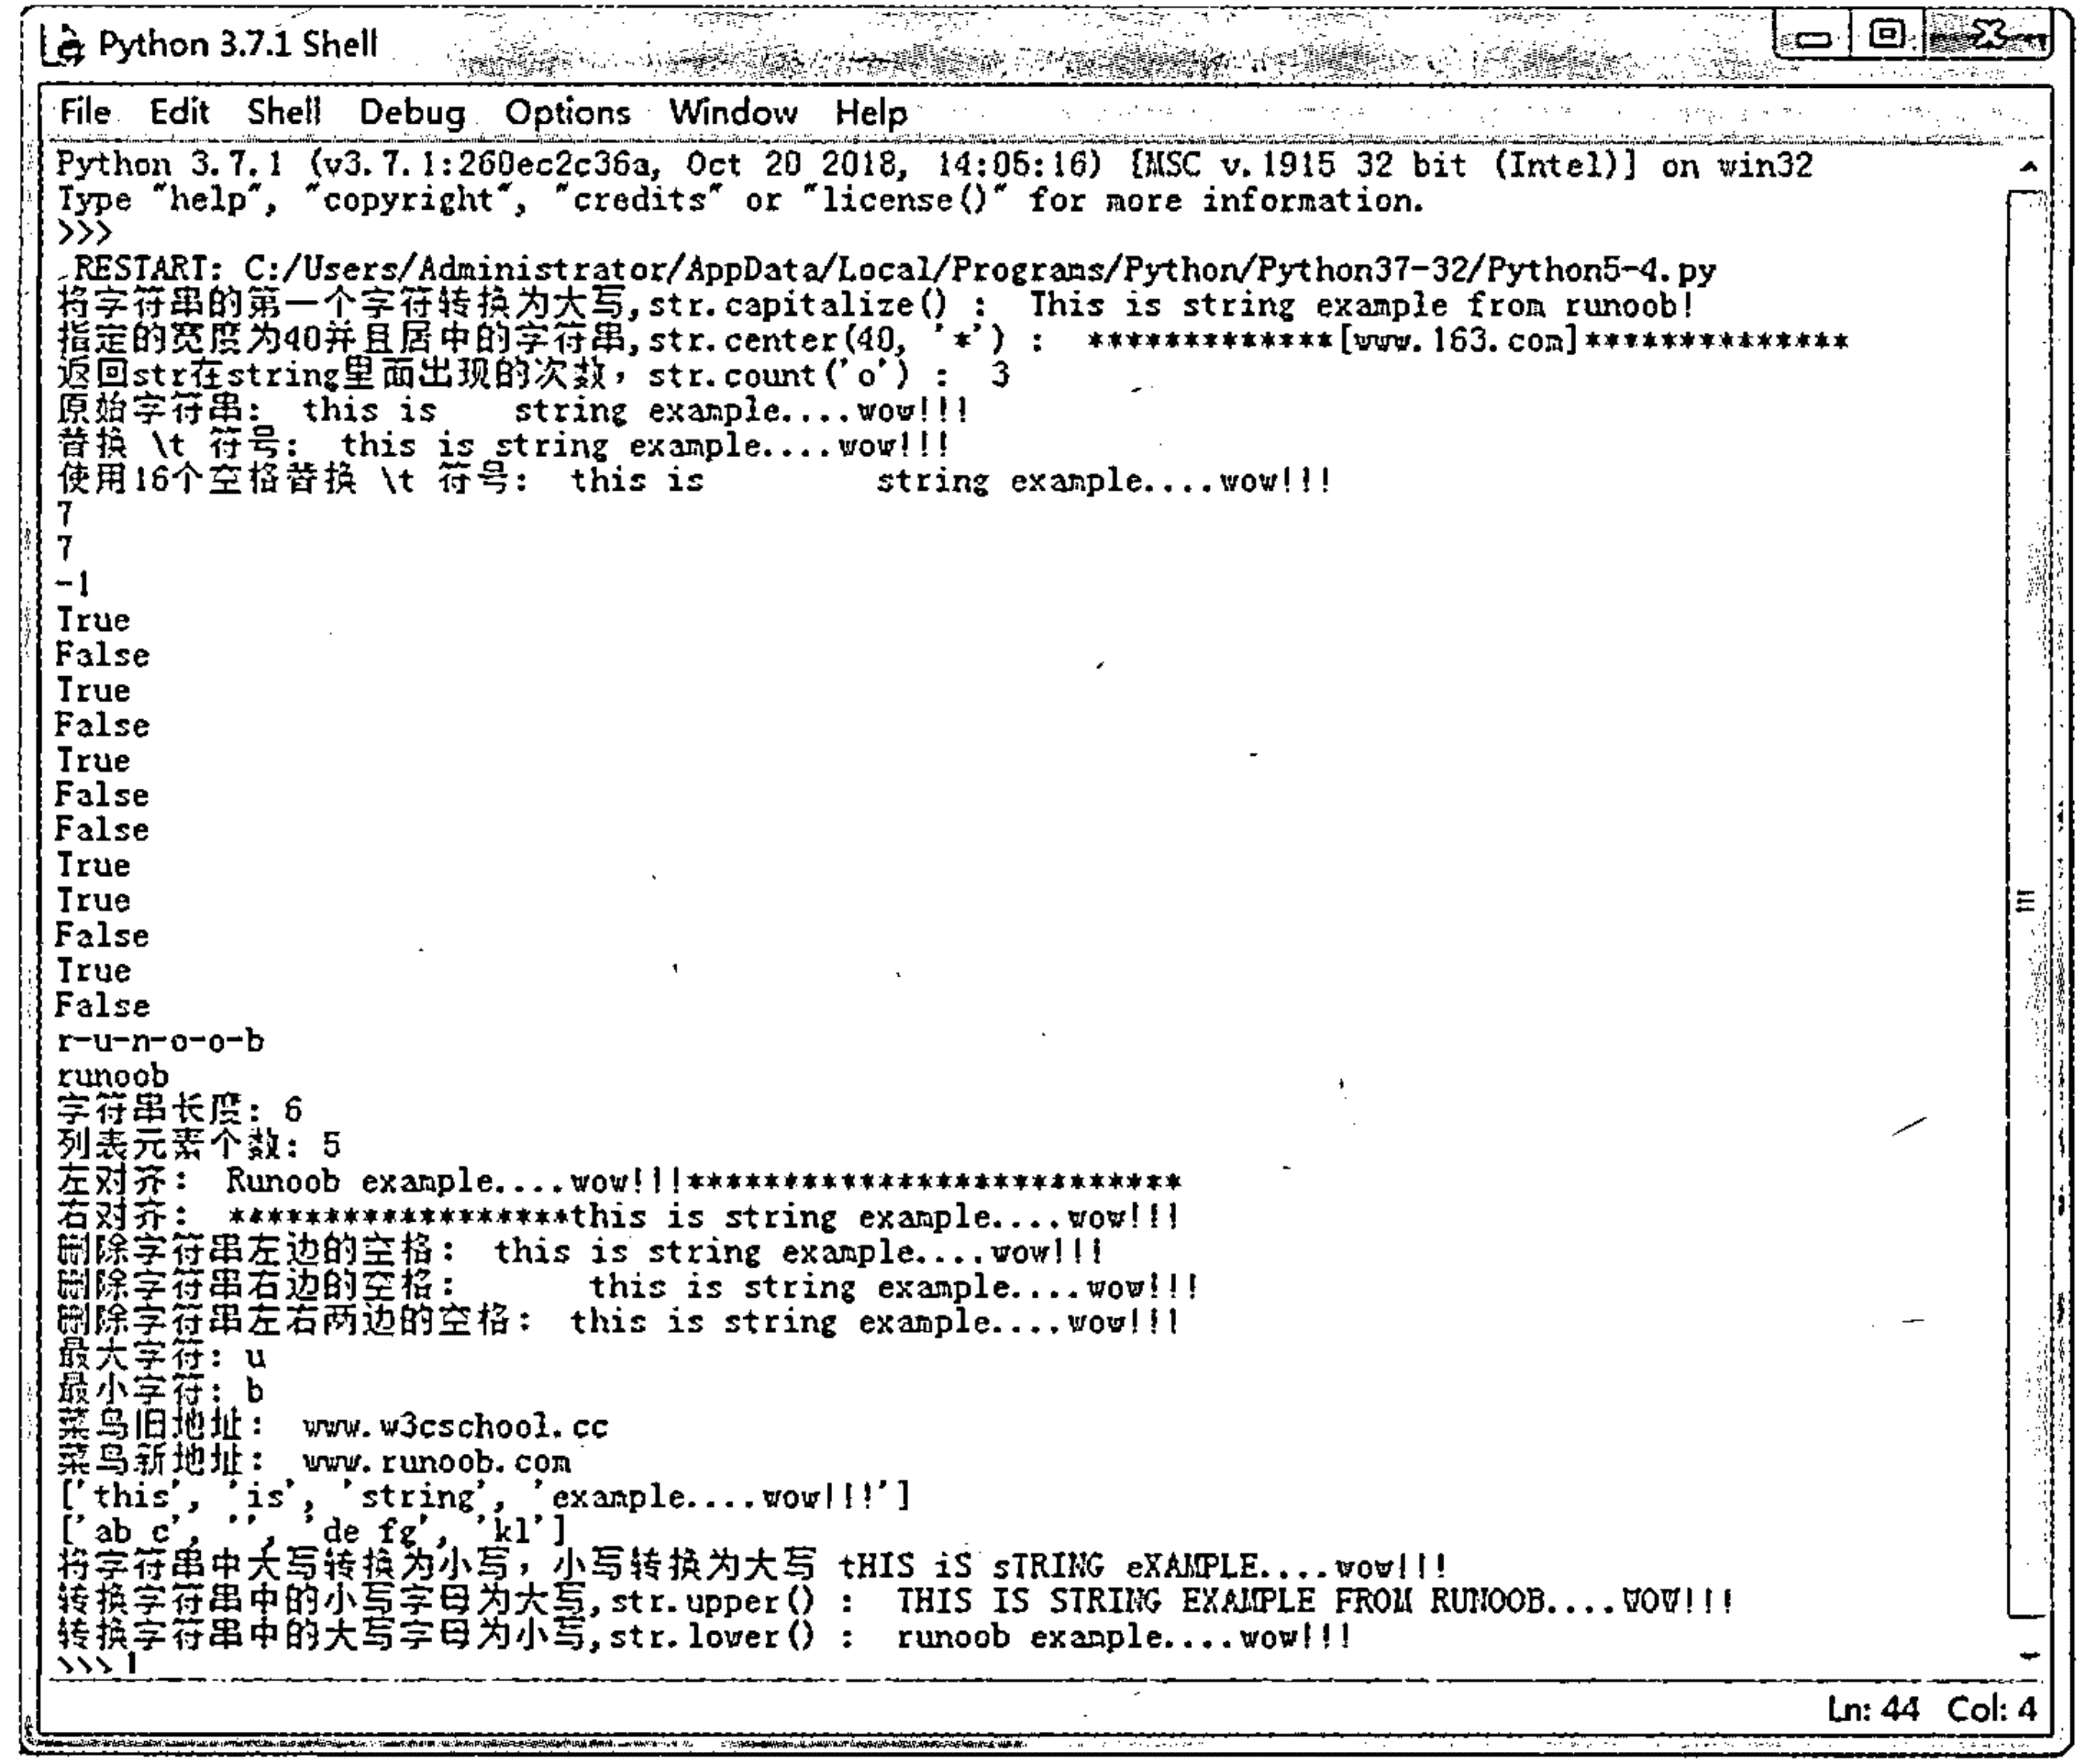 Python 3.7.1 Shell
File Edit Shell Debug Options Window Help
Python 3.7.1 (v3.7.1:260ec2c36a, Oct 20 2018, 14:05:16) [MSC v.1915 32 bit (Intel)] on win32
Type "help", "copyright", "credits" or "license()" for more information.
>>>
RESTART: C:/Users/Administrator/AppData/Local/Programs/Python/Python37-32/Python5-4.py
将字符串的第一个字符转换为大写,str.capitalize() :  This is string example from runoob!
指定的宽度为40并且居中的字符串,str.center(40, '*') :  *************[www.163.com]**************
返回str在string里面出现的次数，str.count('o') :  3
原始字符串:  this is    string example....wow!!!
替换 \t 符号:  this is string example....wow!!!
使用16个空格替换 \t 符号:  this is         string example....wow!!!
7
7
-1
True
False
True
False
True
False
False
True
True
False
True
False
r-u-n-o-o-b
runoob
字符串长度: 6
列表元素个数: 5
左对齐:  Runoob example....wow!!!**************************
右对齐:  ******************this is string example....wow!!!
删除字符串左边的空格:  this is string example....wow!!!
删除字符串右边的空格:       this is string example....wow!!!
删除字符串左右两边的空格:  this is string example....wow!!!
最大字符: u
最小字符: b
菜鸟旧地址:  www.w3cschool.cc
菜鸟新地址:  www.runoob.com
['this', 'is', 'string', 'example....wow!!!']
['ab c', '', 'de fg', 'kl']
将字符串中大写转换为小写，小写转换为大写 tHIS iS sTRING eXAMPLE....wow!!!
转换字符串中的小写字母为大写,str.upper() :  THIS IS STRING EXAMPLE FROM RUNOOB....WOW!!!
转换字符串中的大写字母为小写,str.lower() :  runoob example....wow!!!
>>>
Ln: 44 Col: 4